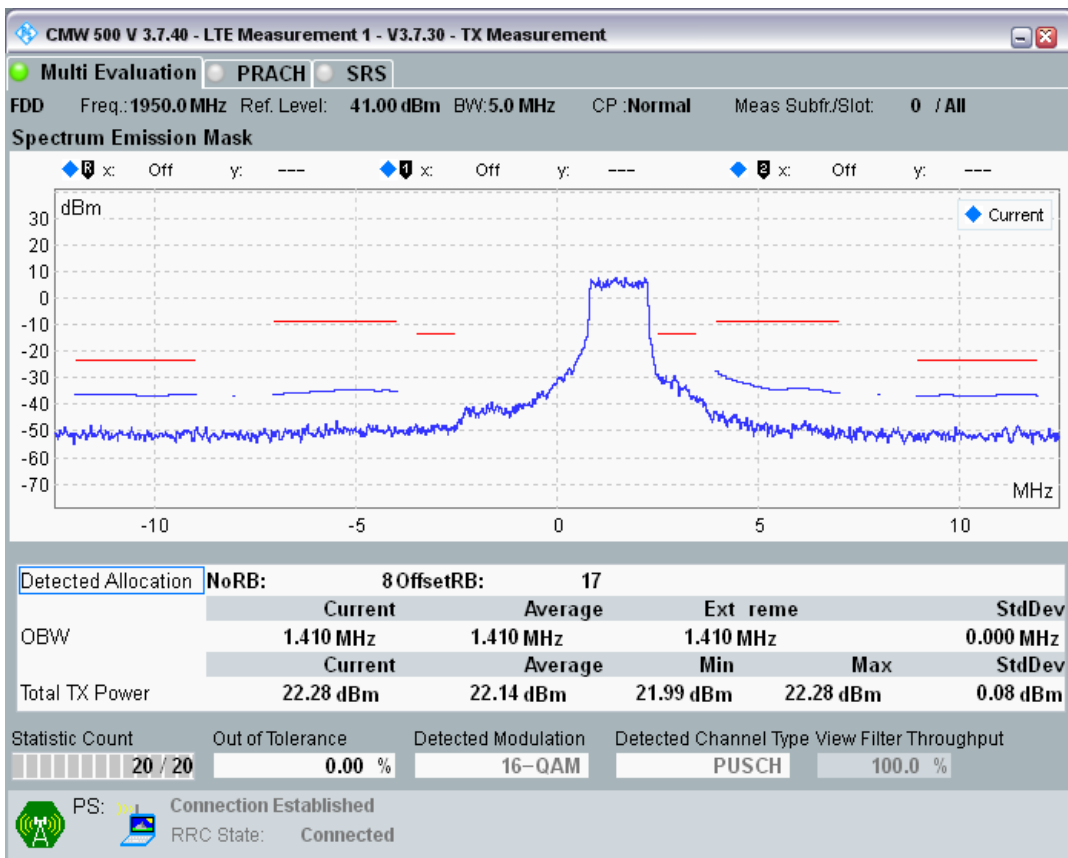 CMW 500 V 3.7.40 - LTE Measurement 1 - V3.7.30 - TX Measurement
Multi Evaluation PRACH SRS
FDD Freq.: 1950.0 MHz Ref. Level: 41.00 dBm BW: 5.0 MHz CP : Normal Meas Subfr./Slot: 0 / All
Spectrum Emission Mask
R x: Off y: --- 1 x: Off y: --- 2 x: Off y: ---
dBm
Current
30
20
10
0
-10
-20
-30
-40
-50
-60
-70
MHz
-10 -5 0 5 10
Detected Allocation NoRB: 8 OffsetRB: 17
Current Average Ext reme StdDev
OBW 1.410 MHz 1.410 MHz 1.410 MHz 0.000 MHz
Current Average Min Max StdDev
Total TX Power 22.28 dBm 22.14 dBm 21.99 dBm 22.28 dBm 0.08 dBm
Statistic Count Out of Tolerance Detected Modulation Detected Channel Type View Filter Throughput
20 / 20 0.00 % 16-QAM PUSCH 100.0 %
PS: Connection Established
RRC State: Connected